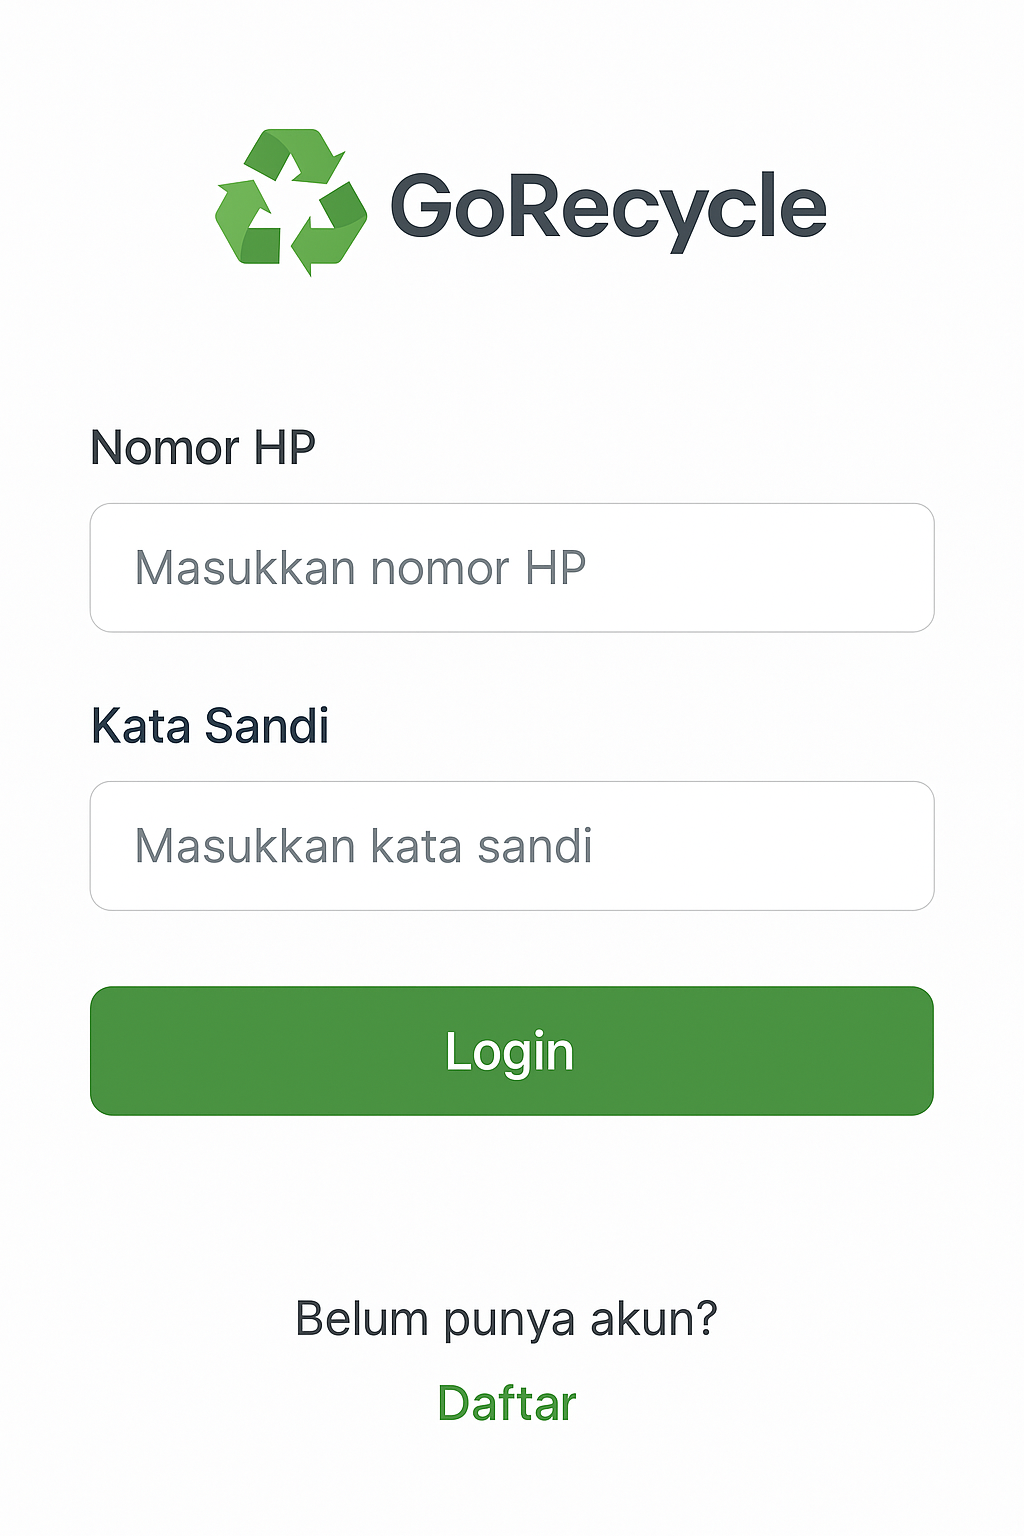 GoRecycle
Nomor HP
Masukkan nomor HP
Kata Sandi
Masukkan kata sandi
Login
Belum punya akun?
Daftar